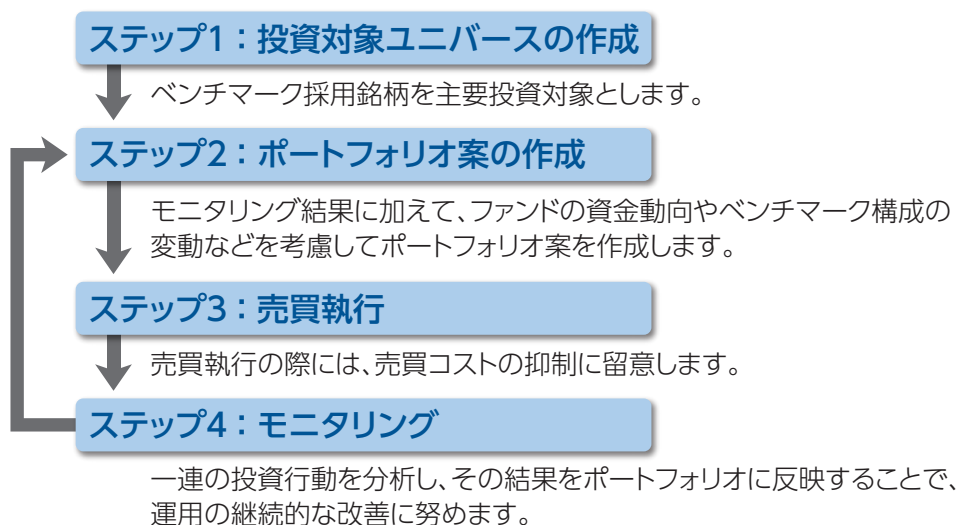 ステップ1：投資対象ユニバースの作成
ベンチマーク採用銘柄を主要投資対象とします。
ステップ2：ポートフォリオ案の作成
モニタリング結果に加えて、ファンドの資金動向やベンチマーク構成の
変動などを考慮してポートフォリオ案を作成します。
ステップ3：売買執行
売買執行の際には、売買コストの抑制に留意します。
ステップ4：モニタリング
一連の投資行動を分析し、その結果をポートフォリオに反映することで、
運用の継続的な改善に努めます。